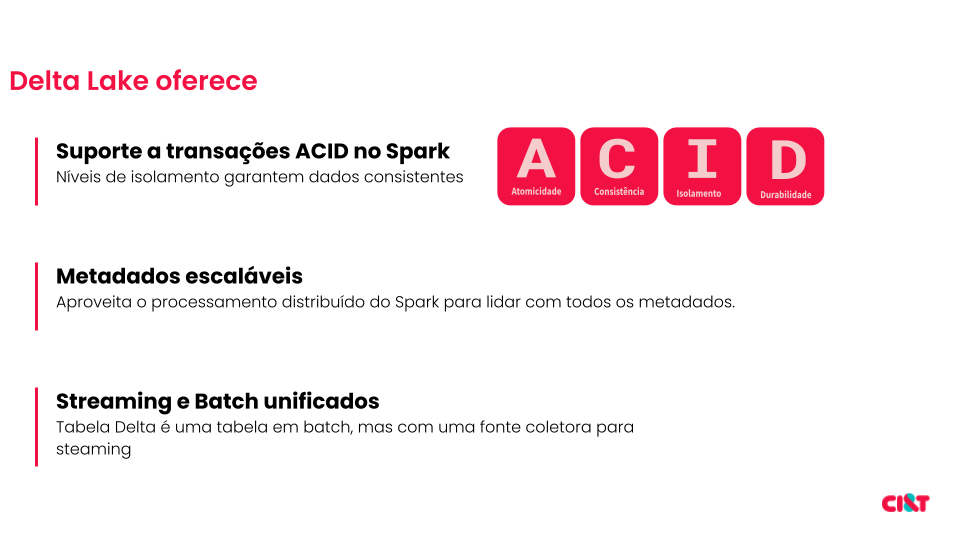 Delta Lake oferece
Suporte a transações ACID no Spark
Níveis de isolamento garantem dados consistentes
A C I D
Atomicidade Consistência Isolamento Durabilidade
Metadados escaláveis
Aproveita o processamento distribuído do Spark para lidar com todos os metadados.
Streaming e Batch unificados
Tabela Delta é uma tabela em batch, mas com uma fonte coletora para
steaming
CI&T